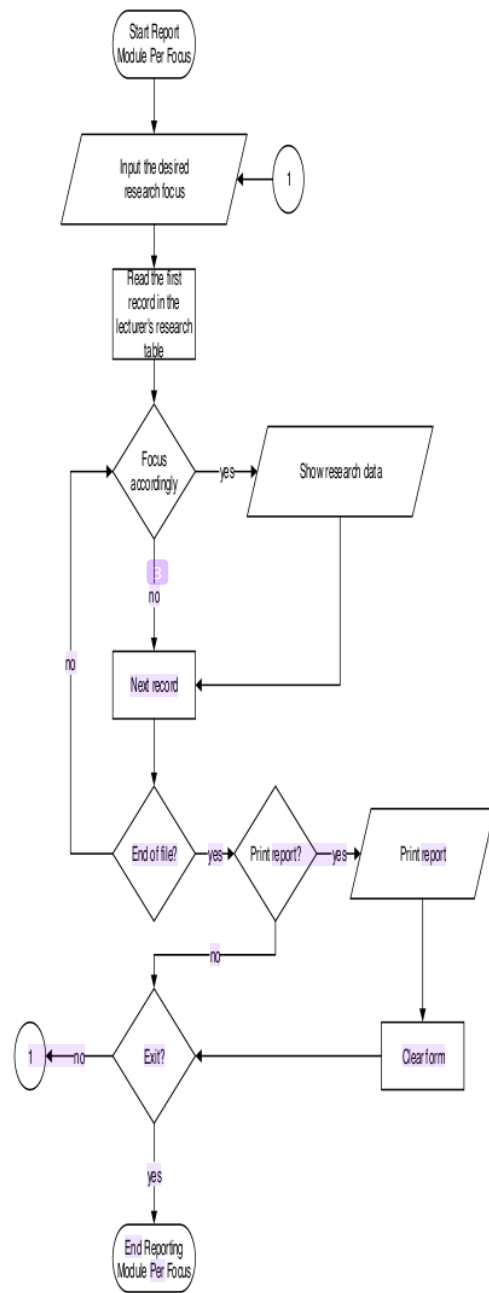 Start Report
Module Per Focus
Input the desired
research focus
1
Read the first
record in the
lecturer's research
table
Focus
accordingly
yes
Show research data
3
no
no
Next record
End of file?
yes
Print report?
yes
Print report
no
1
no
Exit?
Clear form
yes
End Reporting
Module Per Focus